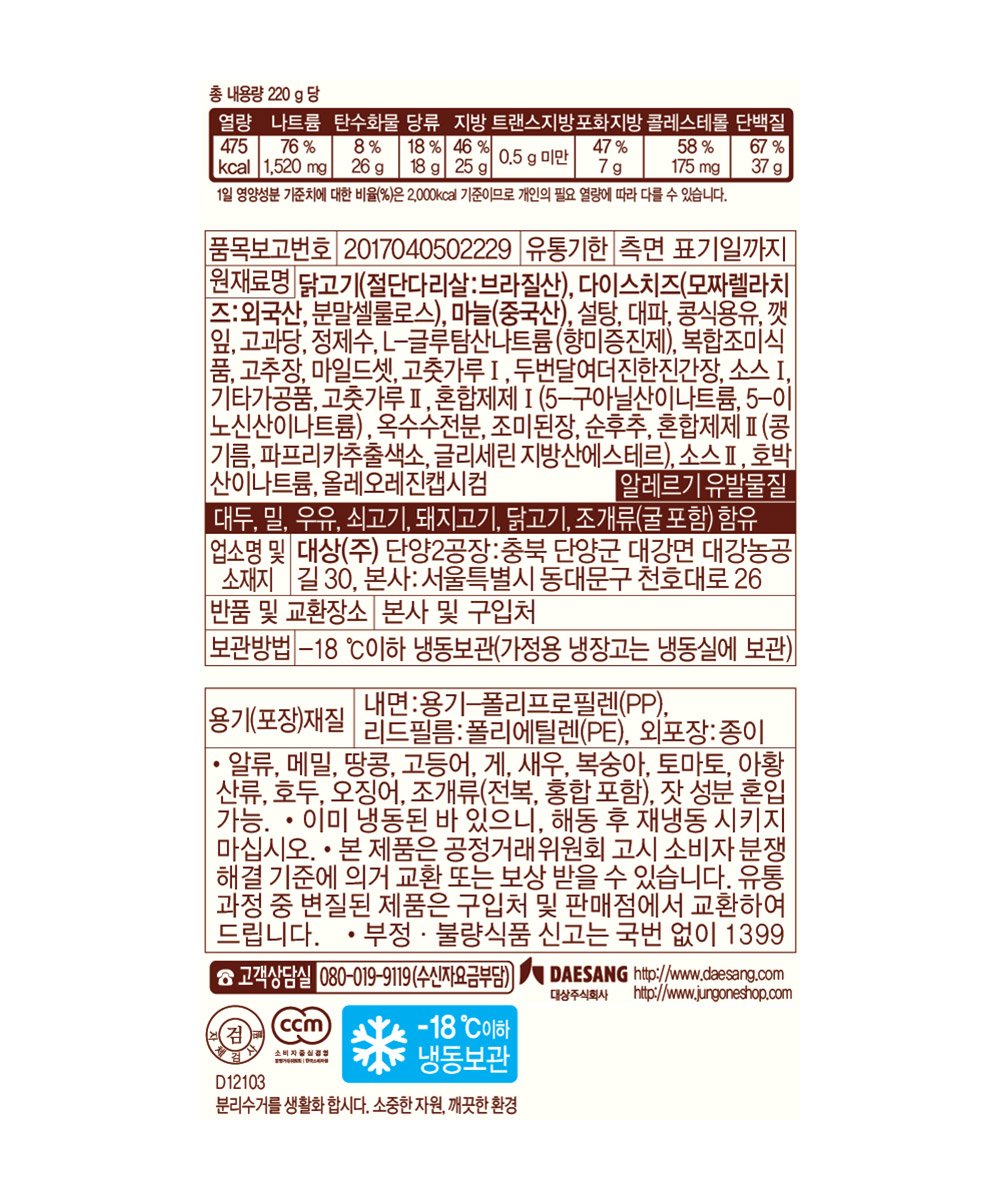 총 내용량 220 g 당
열량 나트륨 탄수화물 당류 지방 트랜스지방 포화지방 콜레스테롤 단백질
475 kcal 76 % 1,520 mg 8 % 26 g 18 % 18 g 46 % 25 g 0.5 g 미만 47 % 7 g 58 % 175 mg 67 % 37 g
1일 영양성분 기준치에 대한 비율(%)은 2,000kcal 기준이므로 개인의 필요 열량에 따라 다를 수 있습니다.
품목보고번호 2017040502229 유통기한 측면 표기일까지
원재료명 닭고기(절단다리살:브라질산), 다이스치즈(모짜렐라치
즈:외국산, 분말셀룰로스), 마늘(중국산), 설탕, 대파, 콩식용유, 깻
잎, 고과당, 정제수, L-글루탐산나트륨(향미증진제), 복합조미식
품, 고추장, 마일드셋, 고춧가루Ⅰ, 두번달여더진한진간장, 소스Ⅰ,
기타가공품, 고춧가루Ⅱ, 혼합제제Ⅰ(5-구아닐산이나트륨, 5-이
노신산이나트륨), 옥수수전분, 조미된장, 순후추, 혼합제제Ⅱ(콩
기름, 파프리카추출색소, 글리세린지방산에스테르), 소스Ⅱ, 호박
산이나트륨, 올레오레진캡시컴 알레르기 유발물질
대두, 밀, 우유, 쇠고기, 돼지고기, 닭고기, 조개류(굴 포함) 함유
업소명 및 소재지 대상(주) 단양2공장:충북 단양군 대강면 대강농공
길 30, 본사:서울특별시 동대문구 천호대로 26
반품 및 교환장소 본사 및 구입처
보관방법 -18 ℃이하 냉동보관(가정용 냉장고는 냉동실에 보관)
용기(포장)재질 내면:용기-폴리프로필렌(PP),
리드필름:폴리에틸렌(PE), 외포장:종이
• 알류, 메밀, 땅콩, 고등어, 게, 새우, 복숭아, 토마토, 아황
산류, 호두, 오징어, 조개류(전복, 홍합 포함), 잣 성분 혼입
가능. • 이미 냉동된 바 있으니, 해동 후 재냉동 시키지
마십시오. • 본 제품은 공정거래위원회 고시 소비자 분쟁
해결 기준에 의거 교환 또는 보상 받을 수 있습니다. 유통
과정 중 변질된 제품은 구입처 및 판매점에서 교환하여
드립니다. • 부정 · 불량식품 신고는 국번 없이 1399
☎ 고객상담실 080-019-9119(수신자요금부담) DAESANG http://www.daesang.com
대상주식회사 http://www.jungoneshop.com
검 자체검사필
ccm
소비자중심경영
공정거래위원회 | 한국소비자원
-18 ℃이하
냉동보관
D12103
분리수거를 생활화 합시다. 소중한 자원, 깨끗한 환경